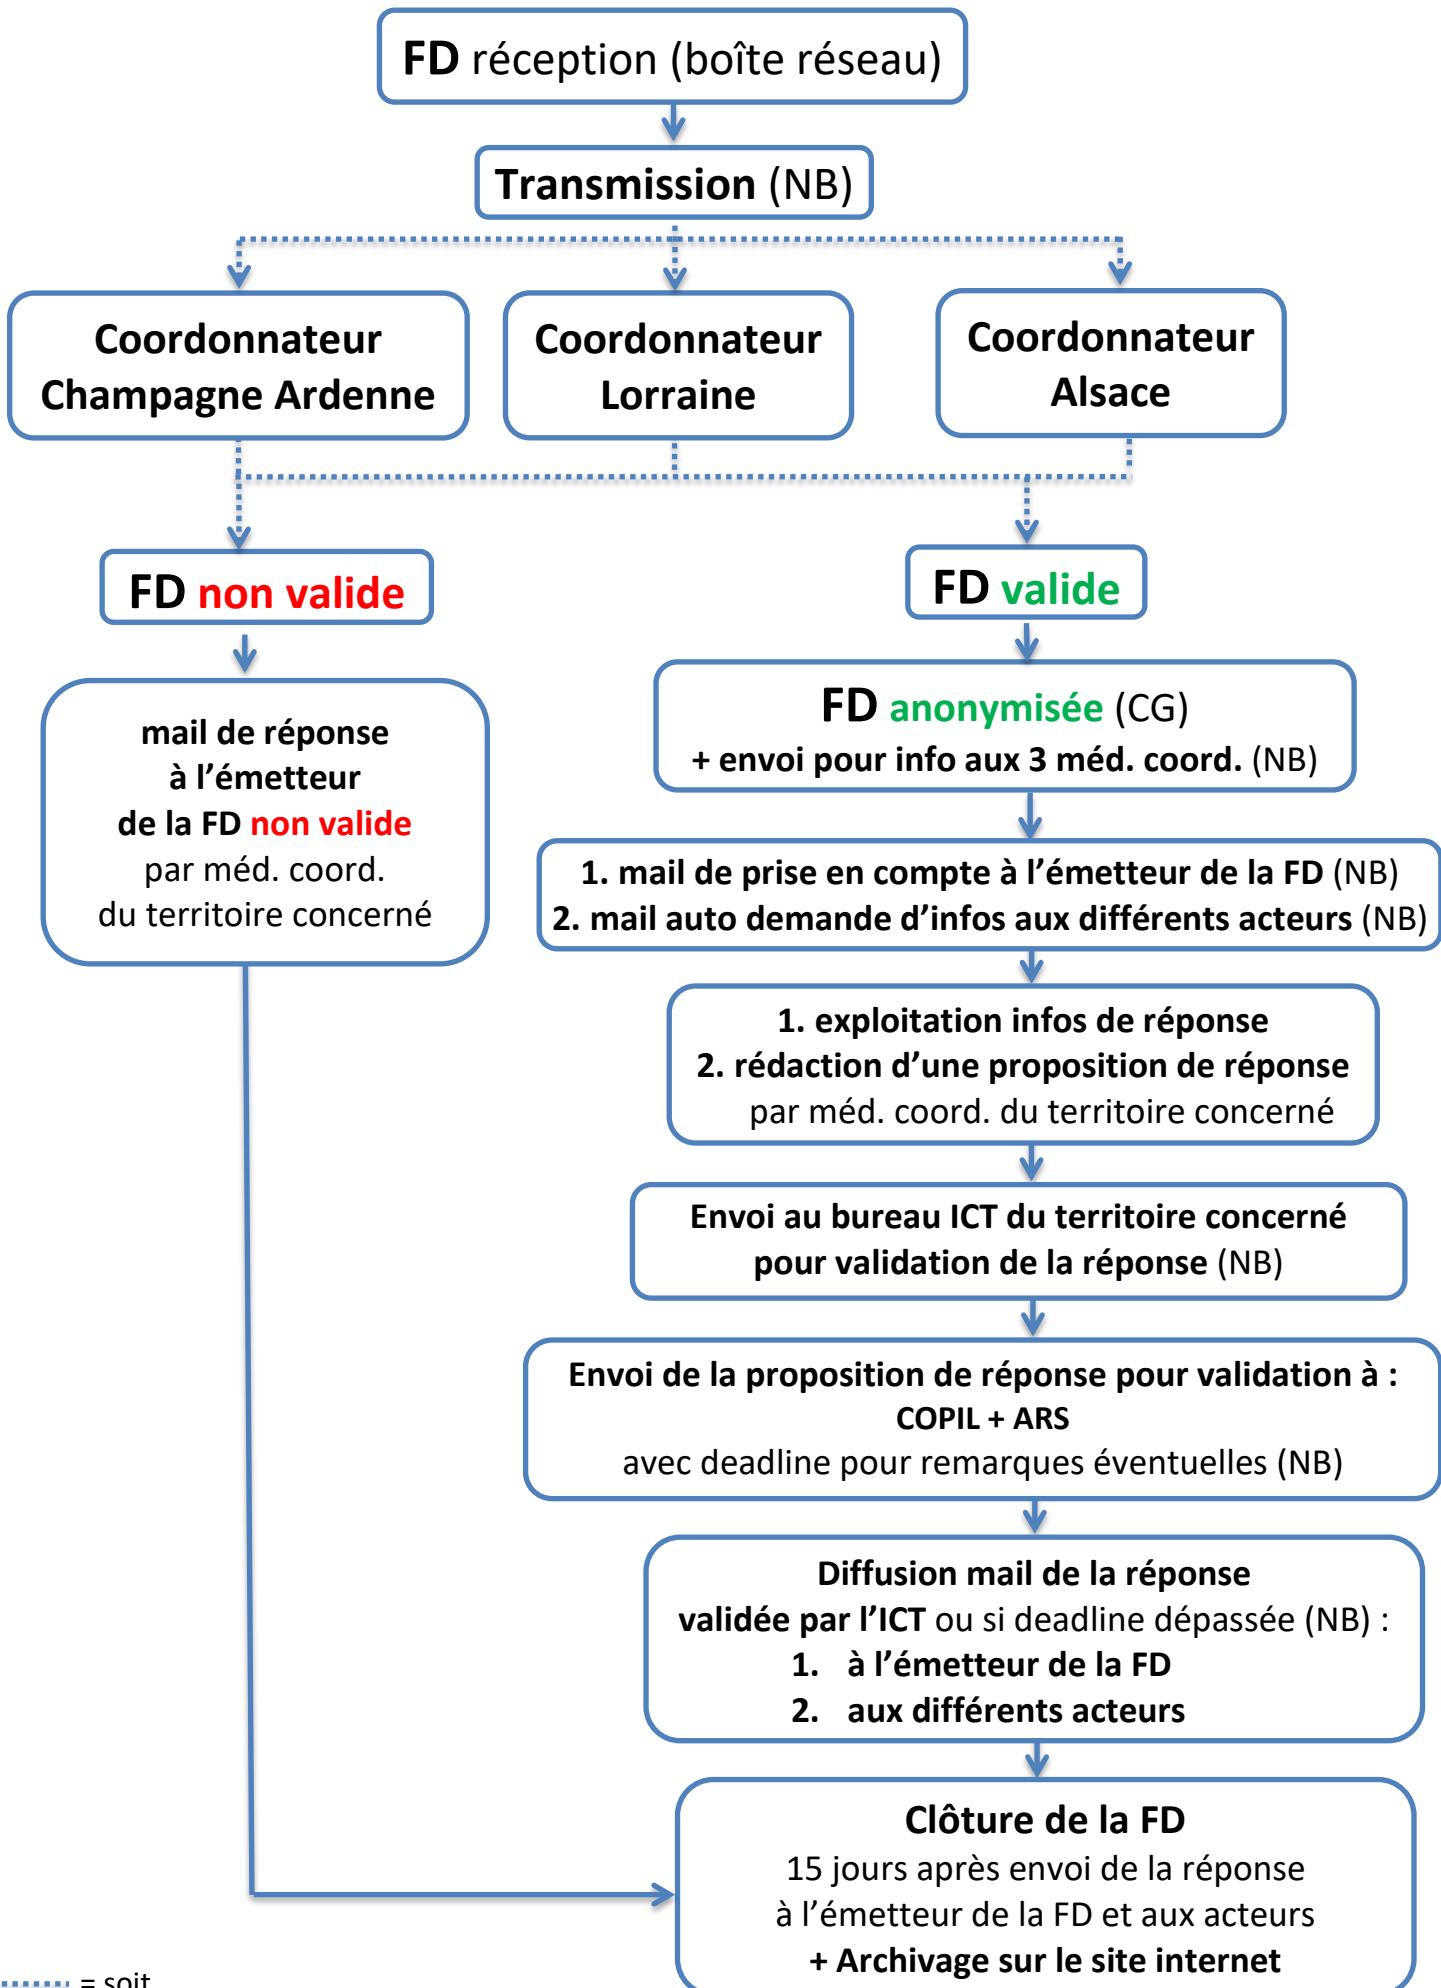 FD réception (boîte réseau)
Transmission (NB)
Coordonnateur
Champagne Ardenne
Coordonnateur
Lorraine
Coordonnateur
Alsace
FD non valide
FD valide
mail de réponse
à l’émetteur
de la FD non valide
par méd. coord.
du territoire concerné
FD anonymisée (CG)
+ envoi pour info aux 3 méd. coord. (NB)
1. mail de prise en compte à l’émetteur de la FD (NB)
2. mail auto demande d’infos aux différents acteurs (NB)
1. exploitation infos de réponse
2. rédaction d’une proposition de réponse
par méd. coord. du territoire concerné
Envoi au bureau ICT du territoire concerné
pour validation de la réponse (NB)
Envoi de la proposition de réponse pour validation à :
COPIL + ARS
avec deadline pour remarques éventuelles (NB)
Diffusion mail de la réponse
validée par l’ICT ou si deadline dépassée (NB) :
1. à l’émetteur de la FD
2. aux différents acteurs
Clôture de la FD
15 jours après envoi de la réponse
à l’émetteur de la FD et aux acteurs
+ Archivage sur le site internet
= soit